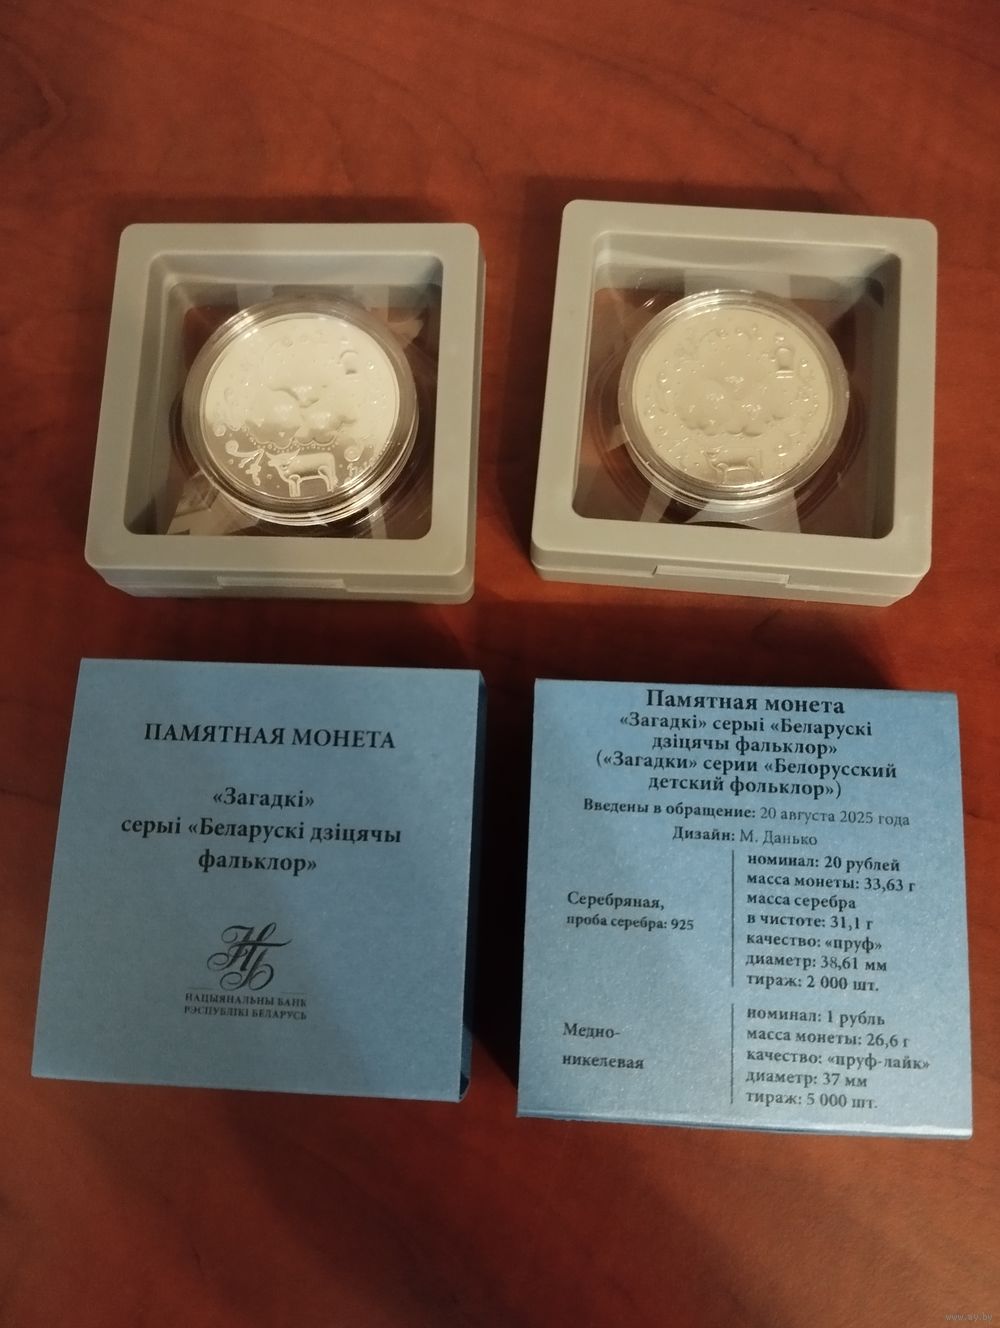 ПАМЯТНАЯ МОНЕТА
«Загадкі»
серыі «Беларускі дзіцячы
фальклор»
НБ
НАЦЫЯНАЛЬНЫ БАНК
РЭСПУБЛІКІ БЕЛАРУСЬ
Памятная монета
«Загадкі» серыі «Беларускі
дзіцячы фальклор»
(«Загадки» серии «Белорусский
детский фольклор»)
Введены в обращение: 20 августа 2025 года
Дизайн: М. Данько
Серебряная,
проба серебра: 925
номинал: 20 рублей
масса монеты: 33,63 г
масса серебра
в чистоте: 31,1 г
качество: «пруф»
диаметр: 38,61 мм
тираж: 2 000 шт.
Медно-
никелевая
номинал: 1 рубль
масса монеты: 26,6 г
качество: «пруф-лайк»
диаметр: 37 мм
тираж: 5 000 шт.
www.ay.by